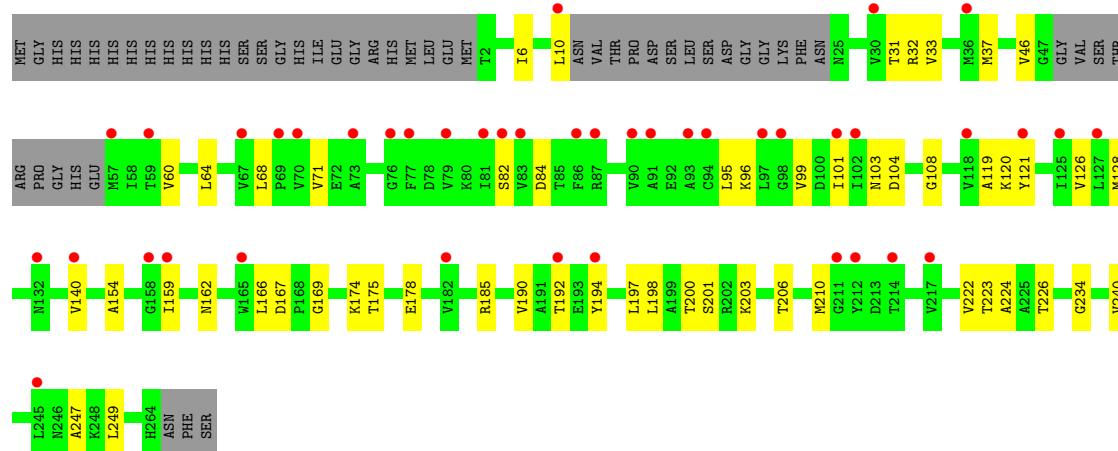 MET GLY HIS HIS HIS HIS HIS HIS HIS HIS HIS HIS SER SER GLY HIS ILE GLU GLY ARG HIS MET LEU GLU MET T2 I6 L10 ASN VAL THR PRO ASP SER LEU SER ASP GLY GLY LYS PHE ASN N25 V30 T31 R32 V33 M36 M37 V46 G47 GLY VAL SER THR
ARG PRO GLY HIS GLU M57 I58 T59 V60 L64 V67 L68 P69 V70 V71 E72 A73 G76 F77 D78 V79 K80 I81 S82 V83 D84 T85 F86 R87 V90 A91 E92 A93 C94 L95 K96 L97 G98 V99 D100 I101 I102 N103 D104 G108 V118 A119 K120 Y121 I125 V126 L127 M128
N132 V140 A154 G158 I159 N162 W165 L166 D167 P168 G169 K174 T175 E178 V182 R185 V190 A191 T192 E193 Y194 L197 L198 A199 T200 S201 R202 K203 T206 M210 G211 Y212 D213 T214 V217 V222 T223 A224 A225 T226 G234
L245 N246 A247 K248 L249 H264 ASN PHE SER